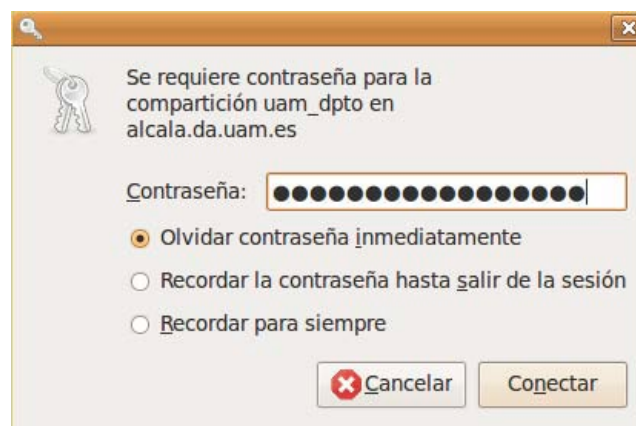 Se requiere contraseña para la
compartición uam_dpto en
alcala.da.uam.es
Contraseña: ●●●●●●●●●●●●●●●●●
Olvidar contraseña inmediatamente
Recordar la contraseña hasta salir de la sesión
Recordar para siempre
Cancelar Conectar